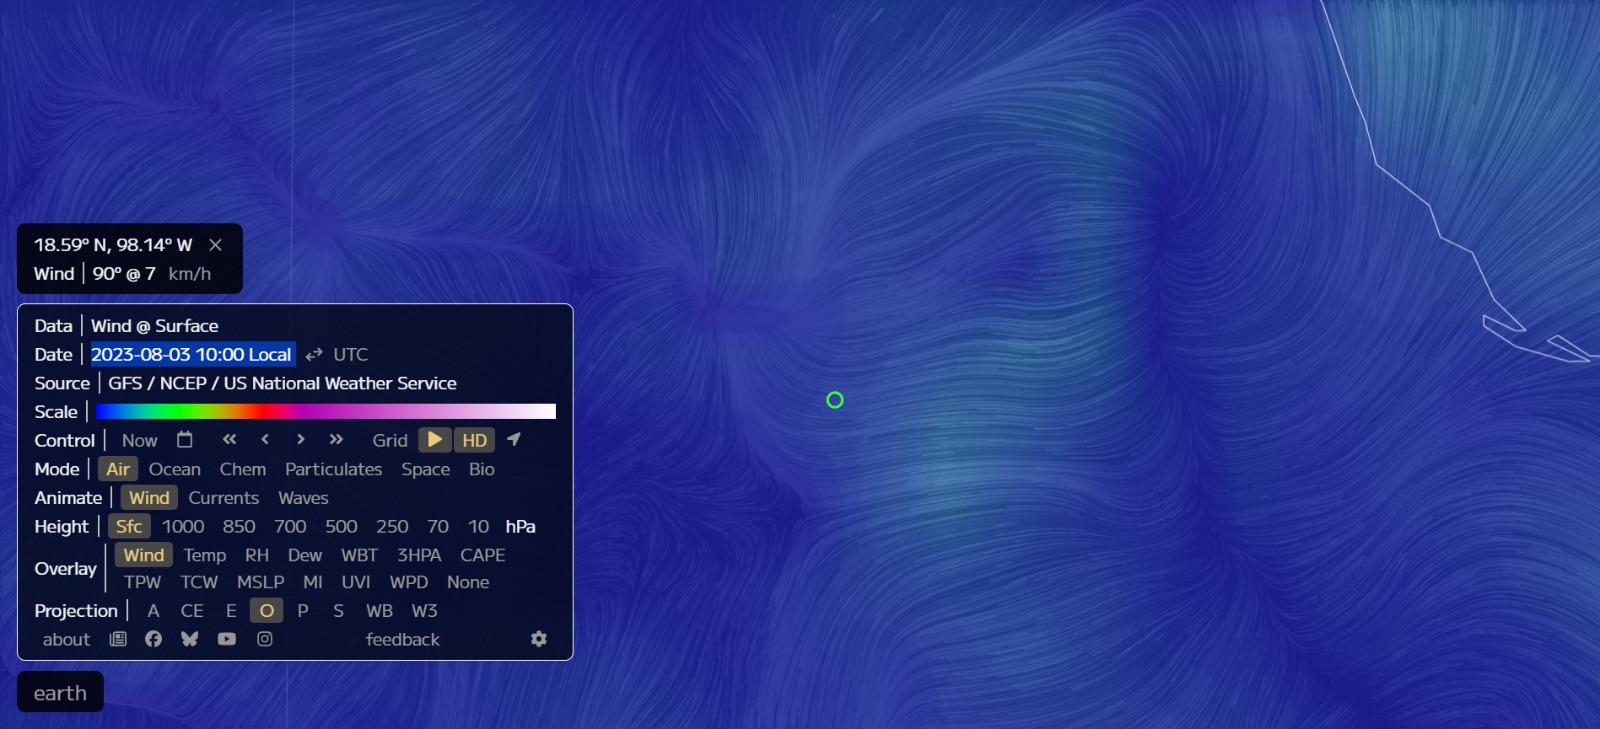 18.59° N, 98.14° W ×
Wind | 90° @ 7 km/h
Data | Wind @ Surface
Date | 2023-08-03 10:00 Local ⇄ UTC
Source | GFS / NCEP / US National Weather Service
Scale |
Control | Now « ‹ › » Grid HD
Mode | Air Ocean Chem Particulates Space Bio
Animate | Wind Currents Waves
Height | Sfc 1000 850 700 500 250 70 10 hPa
Overlay | Wind Temp RH Dew WBT 3HPA CAPE
TPW TCW MSLP MI UVI WPD None
Projection | A CE E O P S WB W3
about feedback
earth